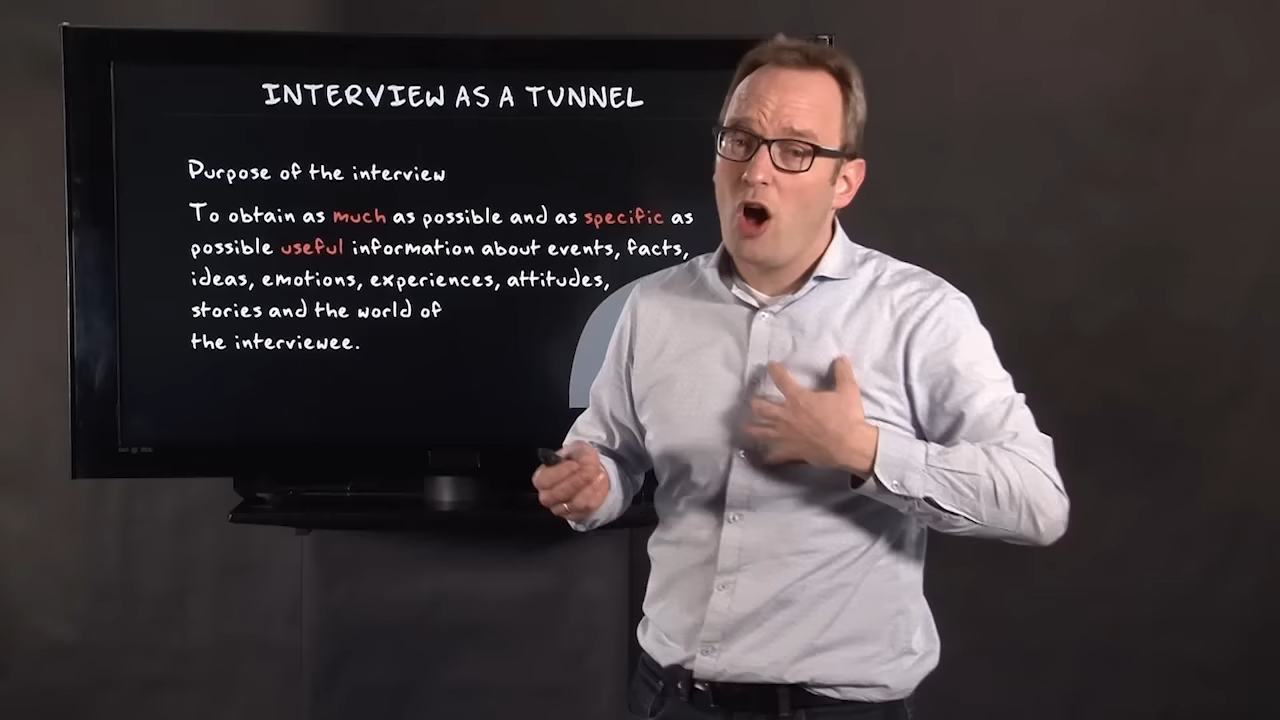 INTERVIEW AS A TUNNEL
Purpose of the interview
To obtain as much as possible and as specific as
possible useful information about events, facts,
ideas, emotions, experiences, attitudes,
stories and the world of
the interviewee.